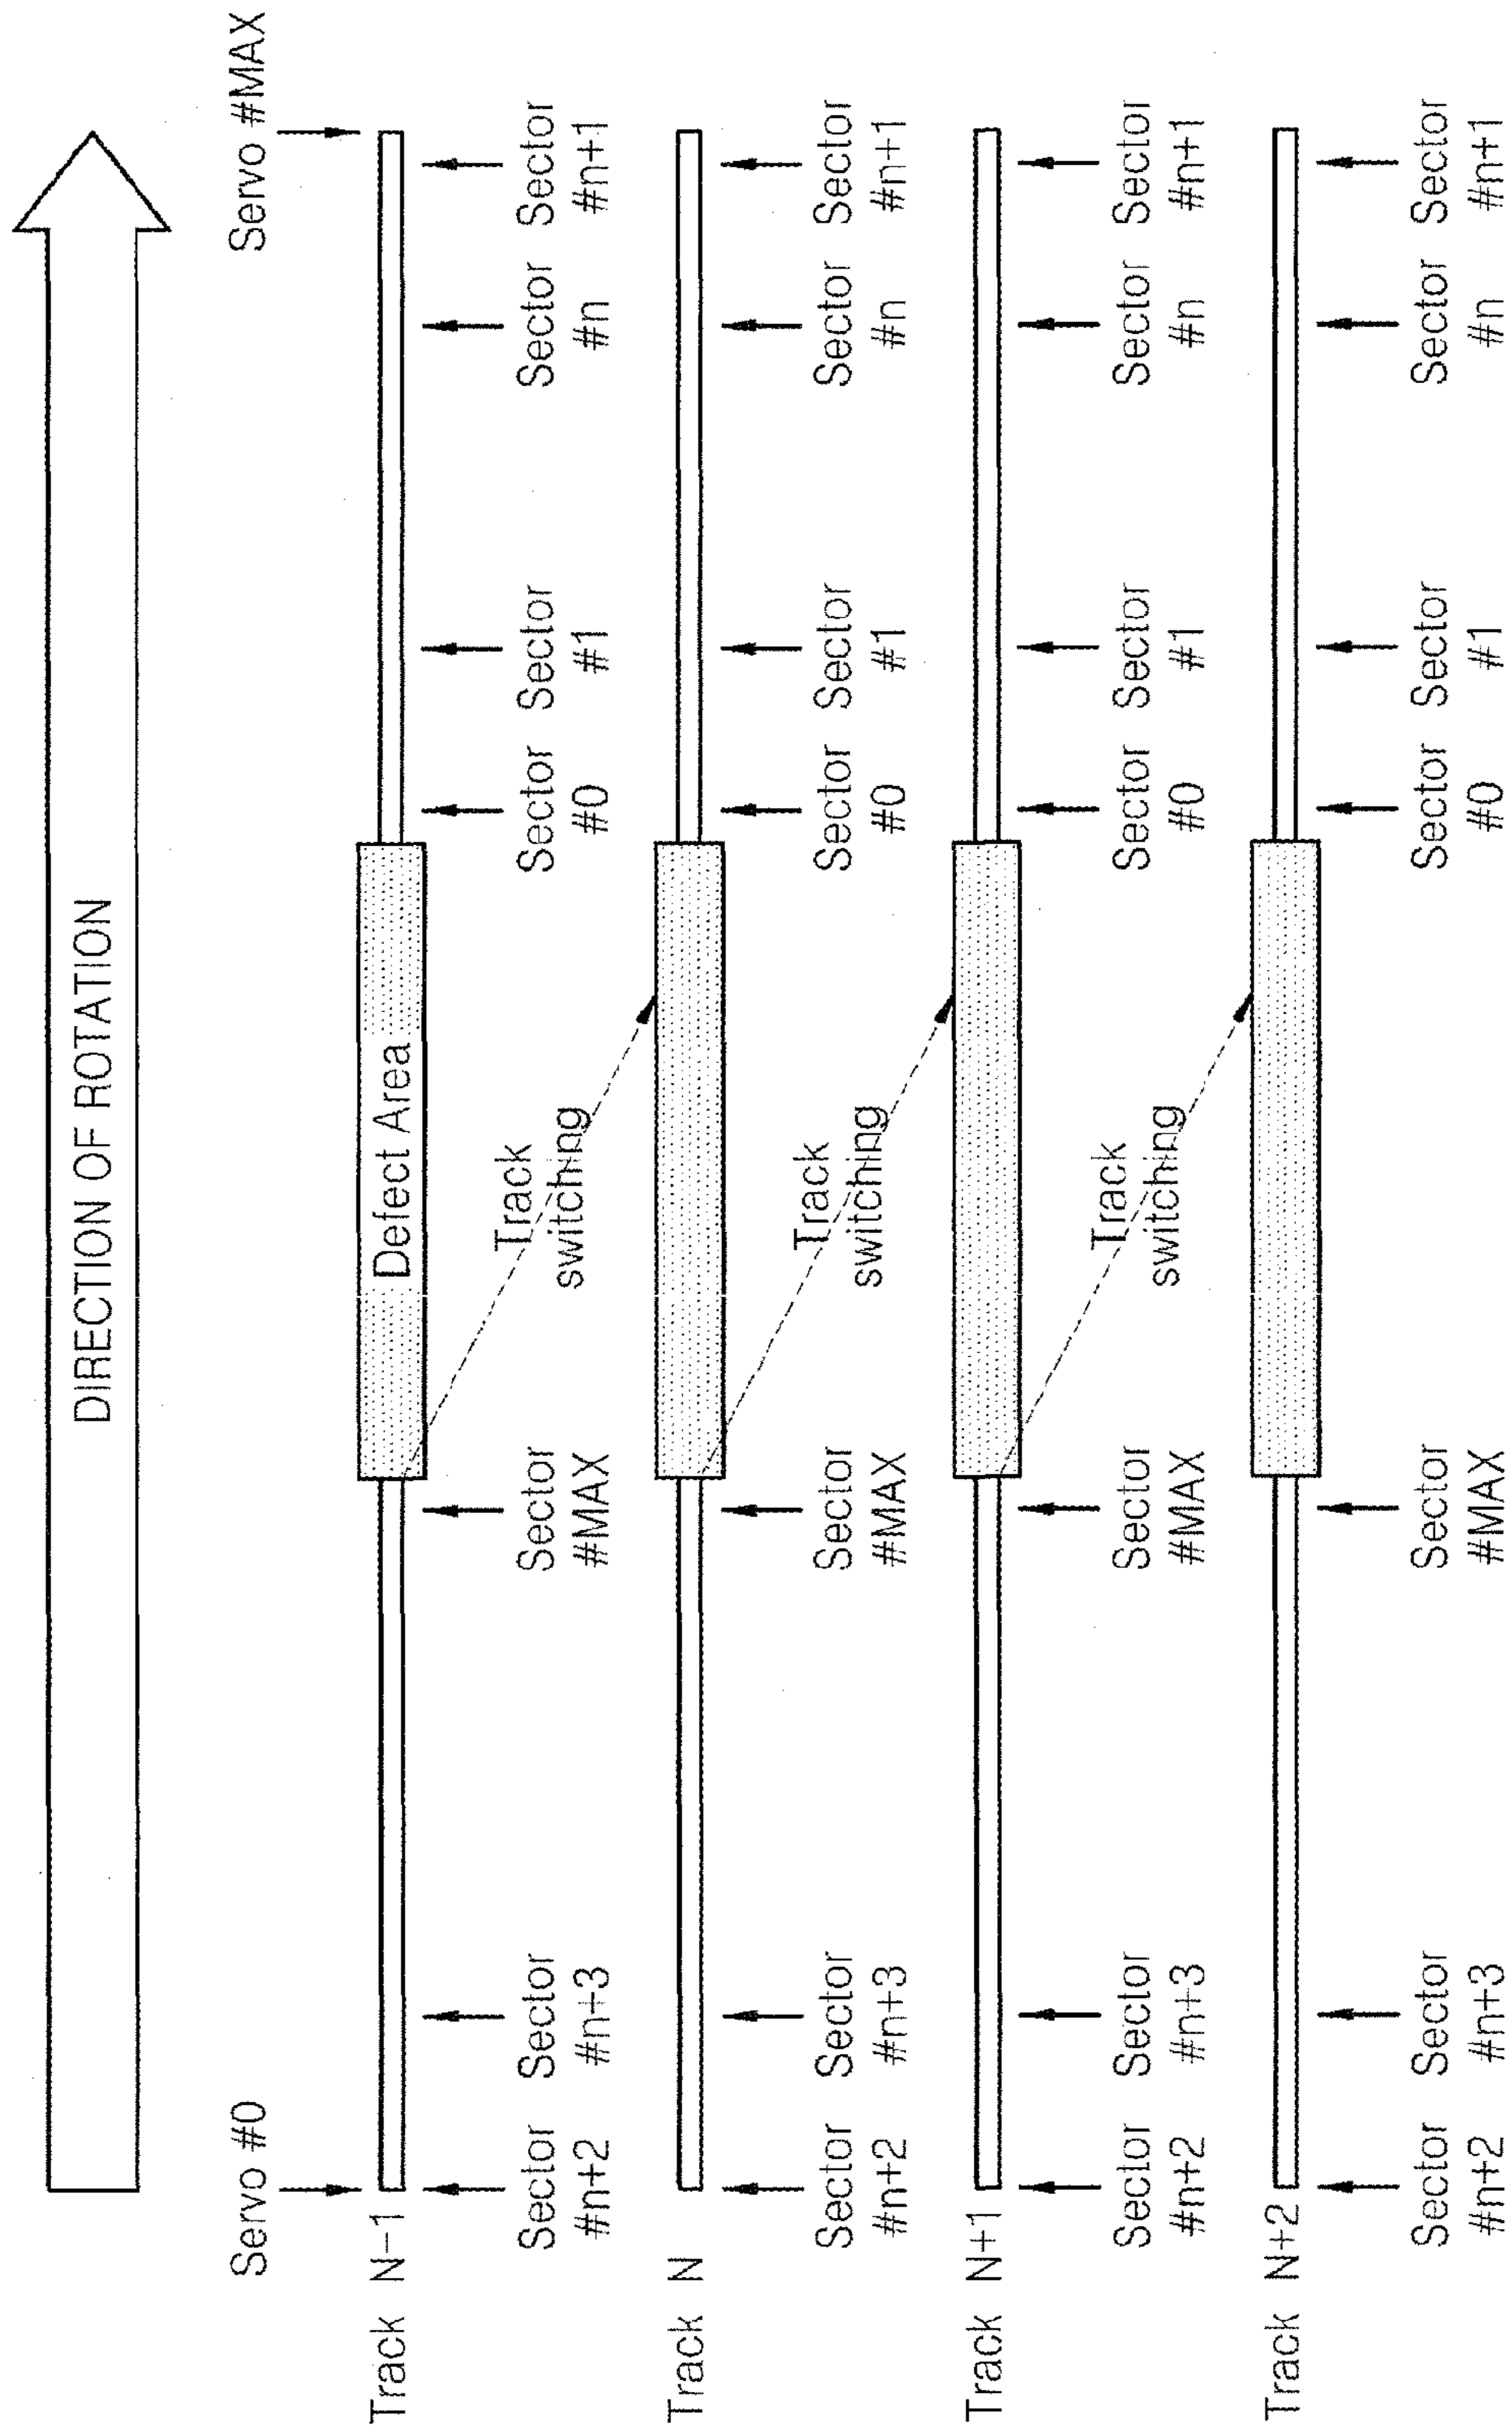 DIRECTION OF ROTATION
Servo #0
Servo #MAX
Track N-1
Defect Area
Sector #n+2
Sector #n+3
Sector #MAX
Track switching
Sector #0
Sector #1
Sector #n
Sector #n+1
Track N
Sector #n+2
Sector #n+3
Sector #MAX
Track switching
Sector #0
Sector #1
Sector #n
Sector #n+1
Track N+1
Sector #n+2
Sector #n+3
Sector #MAX
Track switching
Sector #0
Sector #1
Sector #n
Sector #n+1
Track N+2
Sector #n+2
Sector #n+3
Sector #MAX
Sector #0
Sector #1
Sector #n
Sector #n+1